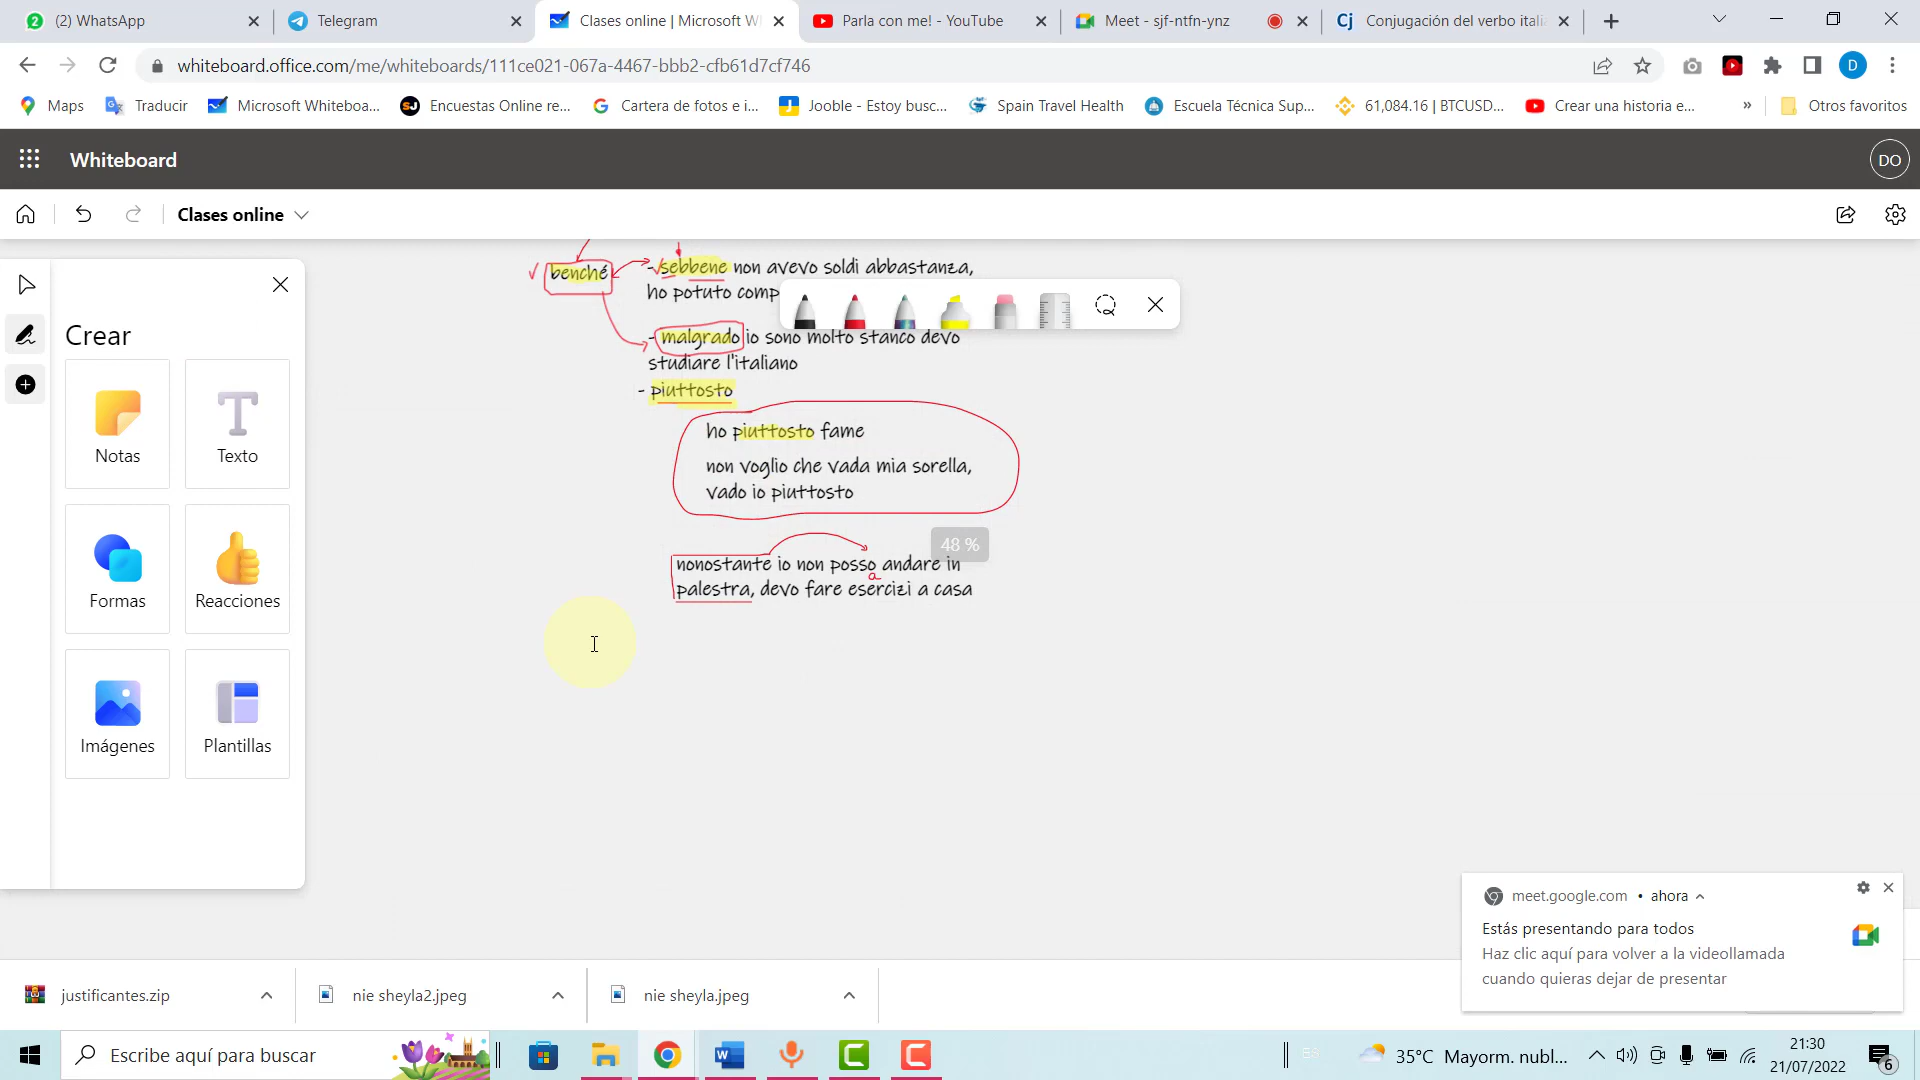 (2) WhatsApp
Telegram
Clases online | Microsoft W
Parla con me! - YouTube
Meet - sjf-ntfn-ynz
Cj Conjugación del verbo itali
whiteboard.office.com/me/whiteboards/111ce021-067a-4467-bbb2-cfb61d7cf746
D
Maps
Traducir
Microsoft Whiteboa...
Encuestas Online re...
Cartera de fotos e i...
Jooble - Estoy busc...
Spain Travel Health
Escuela Técnica Sup...
61,084.16 | BTCUSD...
Crear una historia e...
»
Otros favoritos
Whiteboard
DO
Clases online
benché
- sebbene non avevo soldi abbastanza,
ho potuto comp
- malgrado io sono molto stanco devo
studiare l'italiano
- piuttosto
ho piuttosto fame
non voglio che vada mia sorella,
vado io piuttosto
48 %
nonostante io non posso andare in
a
palestra, devo fare esercizi a casa
Crear
Notas
Texto
Formas
Reacciones
Imágenes
Plantillas
meet.google.com • ahora
Estás presentando para todos
Haz clic aquí para volver a la videollamada
cuando quieras dejar de presentar
justificantes.zip
nie sheyla2.jpeg
nie sheyla.jpeg
Escribe aquí para buscar
35°C Mayorm. nubl...
21:30
21/07/2022
6